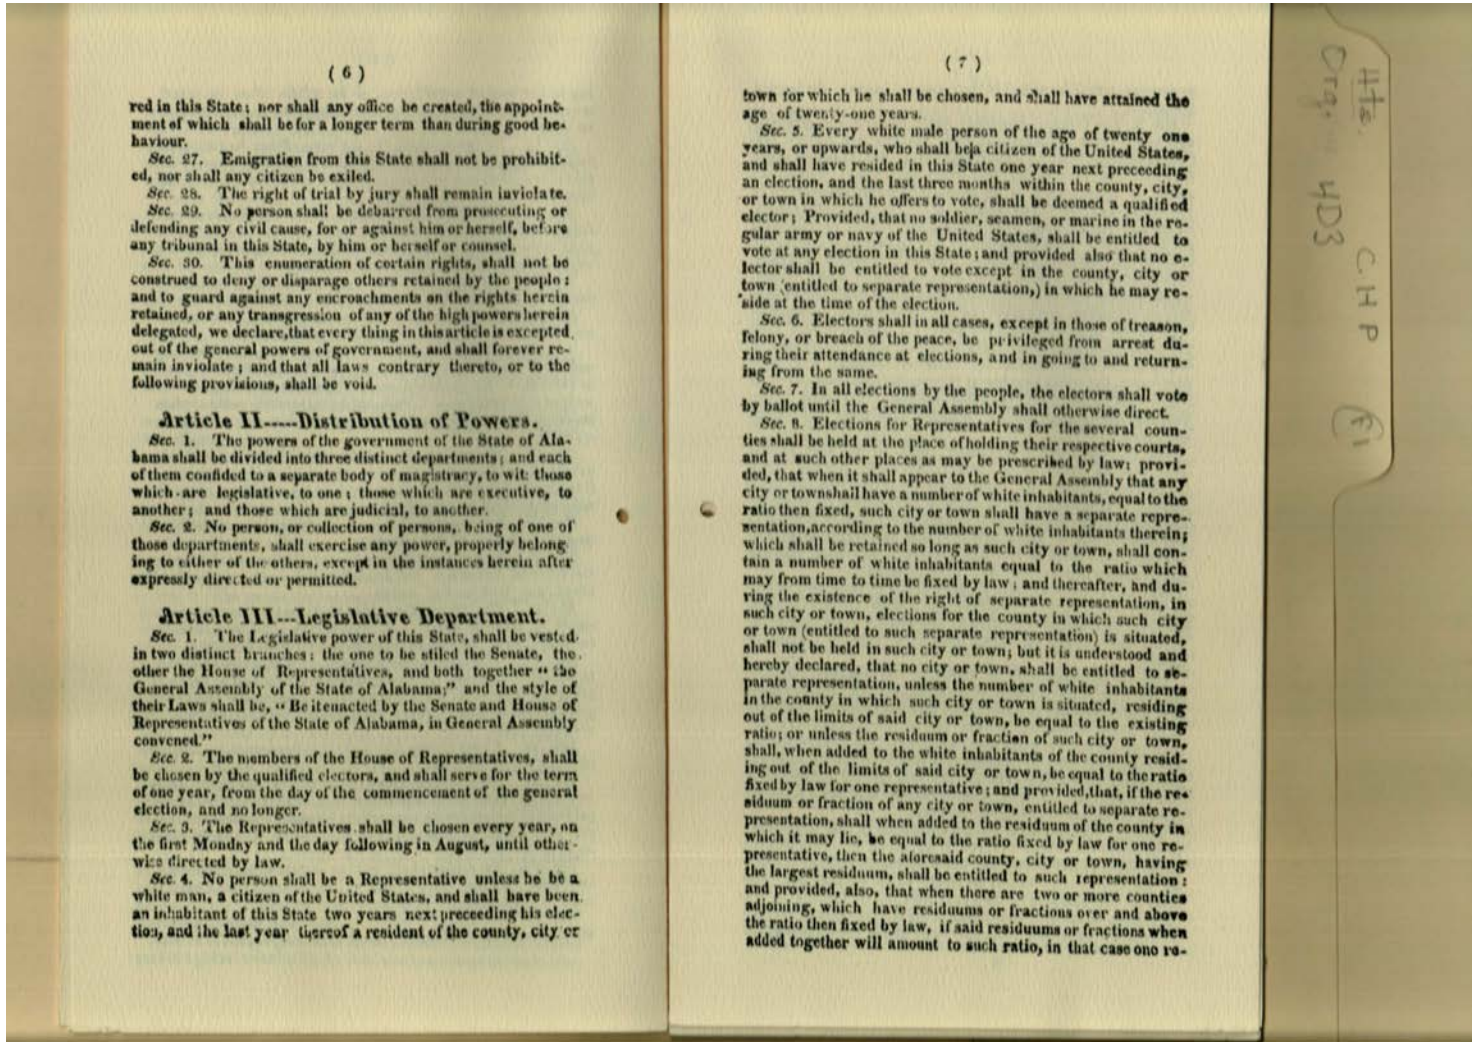 ( 6 )
red in this State; nor shall any office be created, the appoint-
ment of which shall be for a longer term than during good be-
haviour.
Sec. 27. Emigration from this State shall not be prohibit-
ed, nor shall any citizen be exiled.
Sec. 28. The right of trial by jury shall remain inviolate.
Sec. 29. No person shall be debarred from prosecuting or
defending any civil cause, for or against him or herself, before
any tribunal in this State, by him or herself or counsel.
Sec. 30. This enumeration of certain rights, shall not be
construed to deny or disparage others retained by the people:
and to guard against any encroachments on the rights herein
retained, or any transgression of any of the high powers herein
delegated, we declare, that every thing in this article is excepted
out of the general powers of government, and shall forever re-
main inviolate; and that all laws contrary thereto, or to the
following provisions, shall be void.
Article II-----Distribution of Powers.
Sec. 1. The powers of the government of the State of Ala-
bama shall be divided into three distinct departments; and each
of them confided to a separate body of magistracy, to wit: those
which are legislative, to one; those which are executive, to
another; and those which are judicial, to another.
Sec. 2. No person, or collection of persons, being of one of
those departments, shall exercise any power, properly belong
ing to either of the others, except in the instances herein after
expressly directed or permitted.
Article III---Legislative Department.
Sec. 1. The Legislative power of this State, shall be vested
in two distinct branches: the one to be stiled the Senate, the
other the House of Representatives, and both together " the
General Assembly of the State of Alabama;" and the style of
their Laws shall be, " Be it enacted by the Senate and House of
Representatives of the State of Alabama, in General Assembly
convened."
Sec. 2. The members of the House of Representatives, shall
be chosen by the qualified electors, and shall serve for the term
of one year, from the day of the commencement of the general
election, and no longer.
Sec. 3. The Representatives shall be chosen every year, on
the first Monday and the day following in August, until other-
wise directed by law.
Sec. 4. No person shall be a Representative unless he be a
white man, a citizen of the United States, and shall have been
an inhabitant of this State two years next preceeding his elec-
tion, and the last year thereof a resident of the county, city or
( 7 )
town for which he shall be chosen, and shall have attained the
age of twenty-one years.
Sec. 5. Every white male person of the age of twenty one
years, or upwards, who shall be a citizen of the United States,
and shall have resided in this State one year next preceeding
an election, and the last three months within the county, city,
or town in which he offers to vote, shall be deemed a qualified
elector; Provided, that no soldier, seamen, or marine in the re-
gular army or navy of the United States, shall be entitled to
vote at any election in this State; and provided also that no e-
lector shall be entitled to vote except in the county, city or
town (entitled to separate representation,) in which he may re-
side at the time of the election.
Sec. 6. Electors shall in all cases, except in those of treason,
felony, or breach of the peace, be privileged from arrest du-
ring their attendance at elections, and in going to and return-
ing from the same.
Sec. 7. In all elections by the people, the electors shall vote
by ballot until the General Assembly shall otherwise direct.
Sec. 8. Elections for Representatives for the several coun-
ties shall be held at the place of holding their respective courts,
and at such other places as may be prescribed by law: provi-
ded, that when it shall appear to the General Assembly that any
city or town shall have a number of white inhabitants, equal to the
ratio then fixed, such city or town shall have a separate repre-
sentation, according to the number of white inhabitants therein;
which shall be retained so long as such city or town, shall con-
tain a number of white inhabitants equal to the ratio which
may from time to time be fixed by law; and thereafter, and du-
ring the existence of the right of separate representation, in
such city or town, elections for the county in which such city
or town (entitled to such separate representation) is situated,
shall not be held in such city or town; but it is understood and
hereby declared, that no city or town, shall be entitled to se-
parate representation, unless the number of white inhabitants
in the county in which such city or town is situated, residing
out of the limits of said city or town, be equal to the existing
ratio; or unless the residuum or fraction of such city or town,
shall, when added to the white inhabitants of the county resid-
ing out of the limits of said city or town, be equal to the ratio
fixed by law for one representative; and provided, that, if the re-
siduum or fraction of any city or town, entitled to separate re-
presentation, shall when added to the residuum of the county in
which it may lie, be equal to the ratio fixed by law for one re-
presentative, then the aforesaid county, city or town, having
the largest residuum, shall be entitled to such representation:
and provided, also, that when there are two or more counties
adjoining, which have residuums or fractions over and above
the ratio then fixed by law, if said residuums or fractions when
added together will amount to such ratio, in that case one re-
Hts.
Org. 4D3
C.H P
F1